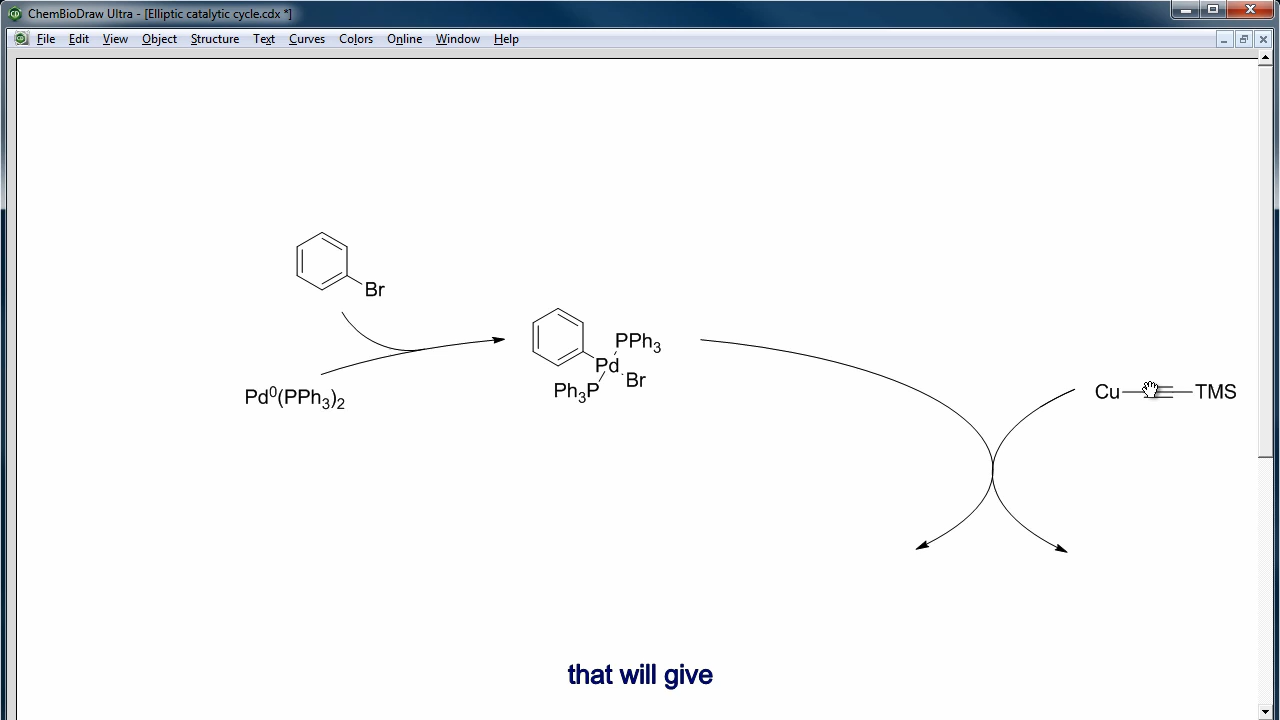 ChemBioDraw Ultra - [Elliptic catalytic cycle.cdx *]
File Edit View Object Structure Text Curves Colors Online Window Help
Br
Pd⁰(PPh₃)₂
PPh₃
Pd
Br
Ph₃P
Cu TMS
that will give